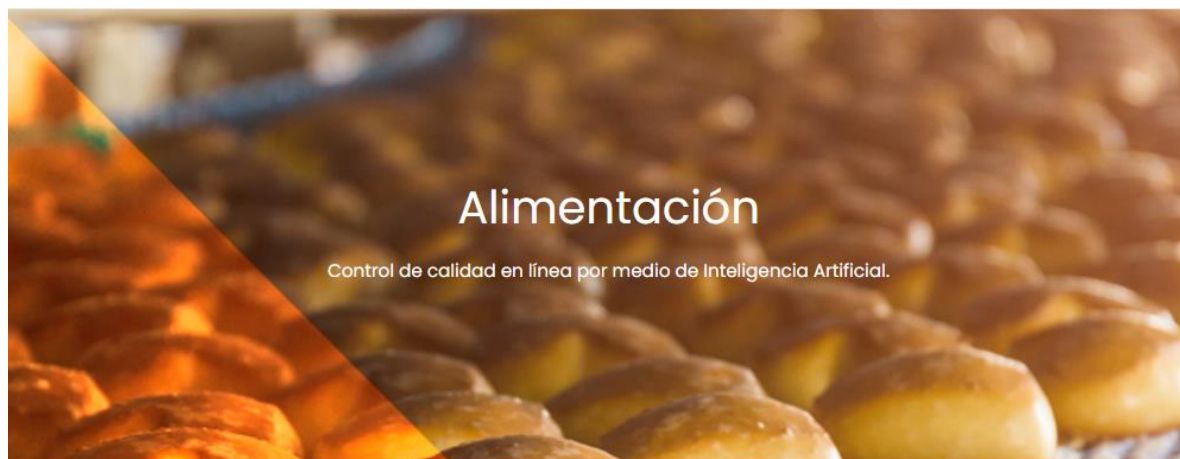 Alimentación
Control de calidad en línea por medio de Inteligencia Artificial.